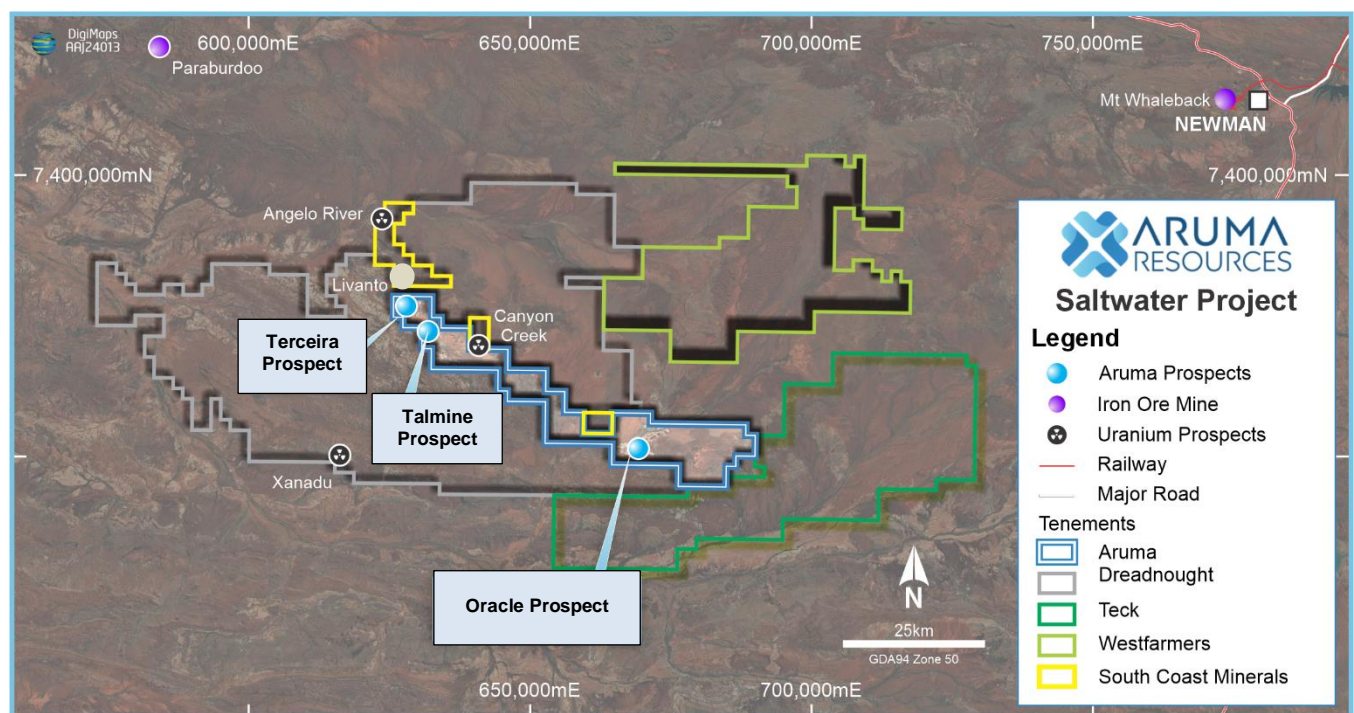 DigiMaps
ARJ24013
600,000mE
650,000mE
700,000mE
750,000mE
Paraburdoo
Mt Whaleback
NEWMAN
7,400,000mN
7,400,000mN
Angelo River
Livanto
Canyon
Creek
Terceira
Prospect
Talmine
Prospect
Xanadu
Oracle Prospect
N
25km
GDA94 Zone 50
650,000mE
700,000mE
ARUMA
RESOURCES
Saltwater Project
Legend
Aruma Prospects
Iron Ore Mine
Uranium Prospects
Railway
Major Road
Tenements
Aruma
Dreadnought
Teck
Westfarmers
South Coast Minerals